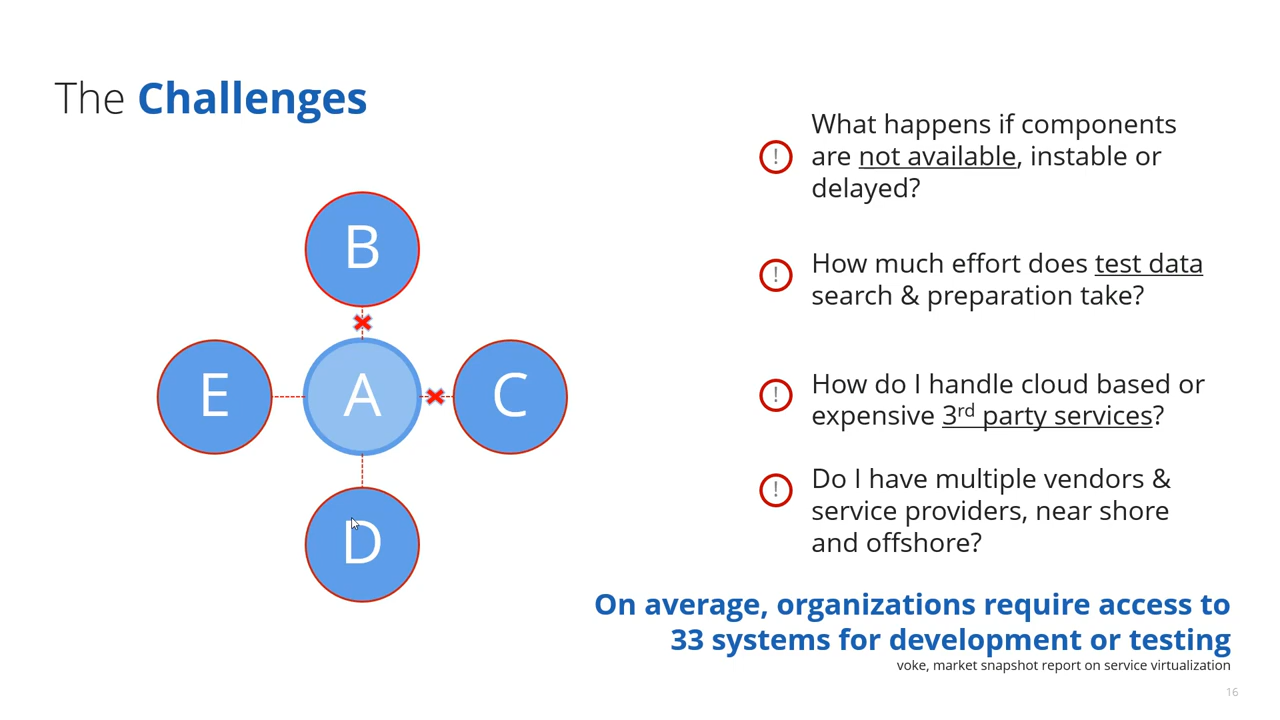 The Challenges
B
E
A
C
D
What happens if components
are not available, instable or
delayed?
How much effort does test data
search & preparation take?
How do I handle cloud based or
expensive 3rd party services?
Do I have multiple vendors &
service providers, near shore
and offshore?
On average, organizations require access to
33 systems for development or testing
voke, market snapshot report on service virtualization
16